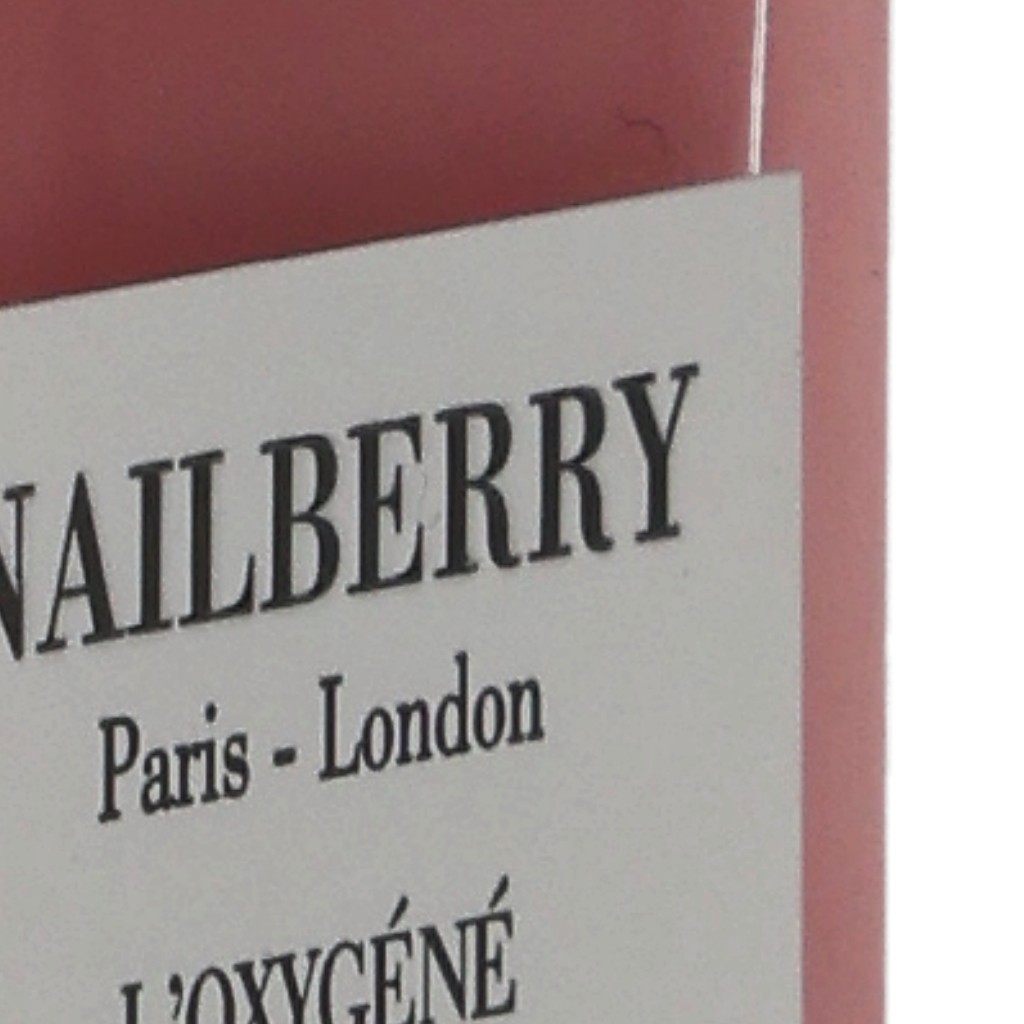 NAILBERRY
Paris - London
L'OXYGÉNÉ